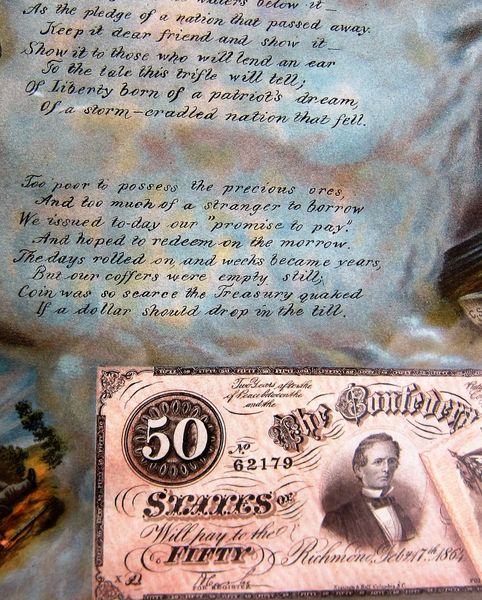 As the pledge of a nation that passed away.
Keep it dear friend and show it—
Show it to those who will lend an ear
To the tale this trifle will tell;
Of Liberty born of a patriot's dream,
Of a storm-cradled nation that fell.
Too poor to possess the precious ores,
And too much of a stranger to borrow
We issued to-day our "promise to pay".
And hoped to redeem on the morrow.
The days rolled on and weeks became years,
But our coffers were empty still;
Coin was so scarce the Treasury quaked
If a dollar should drop in the till.
Two Years after the
of Peace between the
and the
The Confeder
50
No
62179
STATES OF
Will pay to the
FIFTY
Richmond, Feb 17th 1864
FOR REGISTER